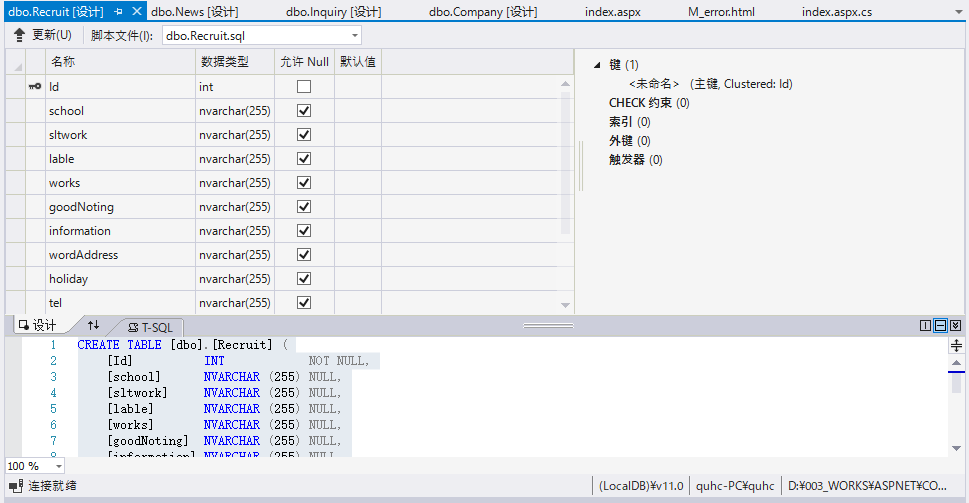 dbo.Recruit [设计] dbo.News [设计] dbo.Inquiry [设计] dbo.Company [设计] index.aspx M_error.html index.aspx.cs
更新(U) 脚本文件(I): dbo.Recruit.sql
名称 数据类型 允许 Null 默认值
Id int
school nvarchar(255)
sltwork nvarchar(255)
lable nvarchar(255)
works nvarchar(255)
goodNoting nvarchar(255)
information nvarchar(255)
wordAddress nvarchar(255)
holiday nvarchar(255)
tel nvarchar(255)
键 (1)
<未命名> (主键, Clustered: Id)
CHECK 约束 (0)
索引 (0)
外键 (0)
触发器 (0)
设计 T-SQL
1 CREATE TABLE [dbo].[Recruit] (
2 [Id] INT NOT NULL,
3 [school] NVARCHAR (255) NULL,
4 [sltwork] NVARCHAR (255) NULL,
5 [lable] NVARCHAR (255) NULL,
6 [works] NVARCHAR (255) NULL,
7 [goodNoting] NVARCHAR (255) NULL,
8 [information] NVARCHAR (255) NULL,
100 %
连接就绪 (LocalDB)¥v11.0 quhc-PC¥quhc D:¥003_WORKS¥ASPNET¥CO...